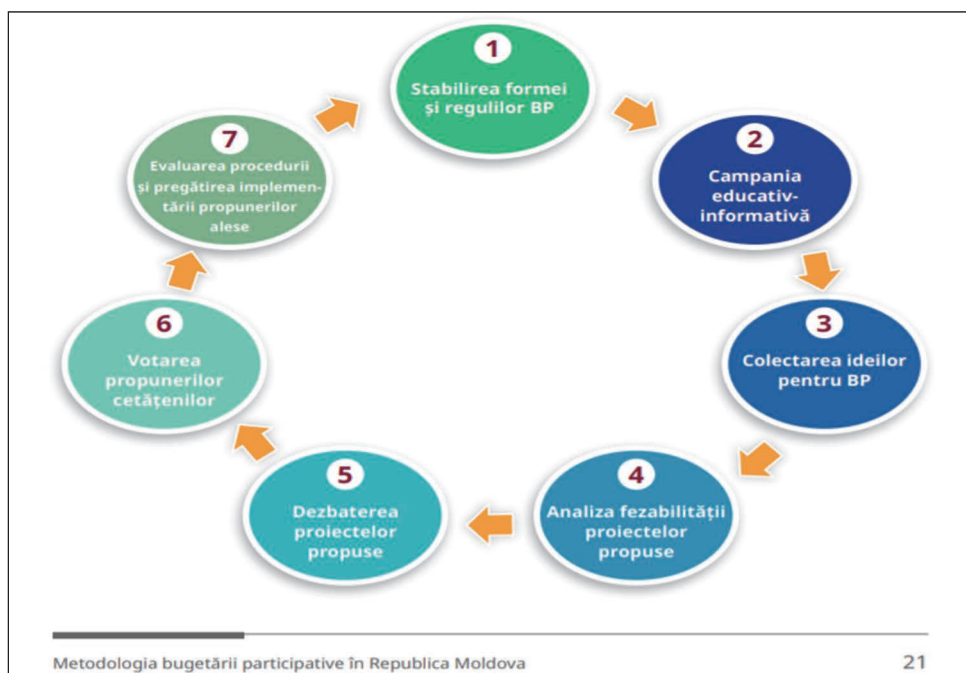 1
Stabilirea formei
și regulilor BP
2
Campania
educativ-
informativă
3
Colectarea ideilor
pentru BP
4
Analiza fezabilității
proiectelor
propuse
5
Dezbaterea
proiectelor
propuse
6
Votarea
propunerilor
cetățenilor
7
Evaluarea procedurii
și pregătirea implemen-
tării propunerilor
alese
Metodologia bugetării participative în Republica Moldova
21